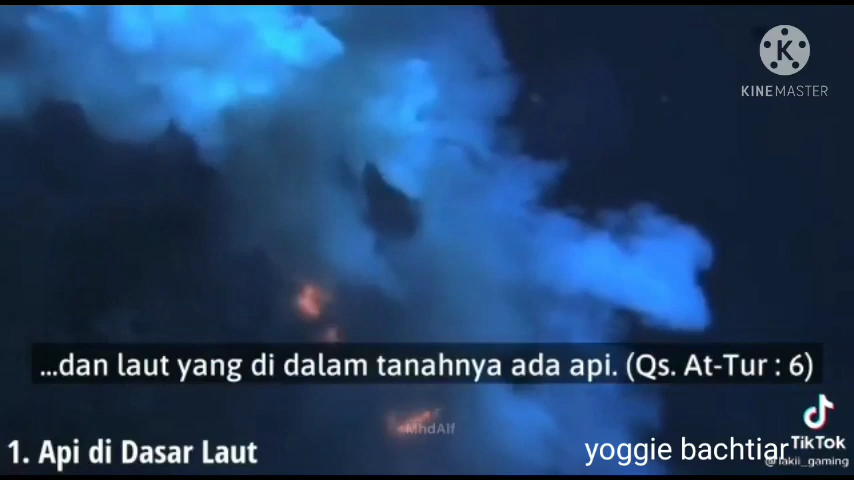 KINEMASTER
...dan laut yang di dalam tanahnya ada api. (Qs. At-Tur : 6)
MhdAlf
1. Api di Dasar Laut
yoggie bachtiar
TikTok